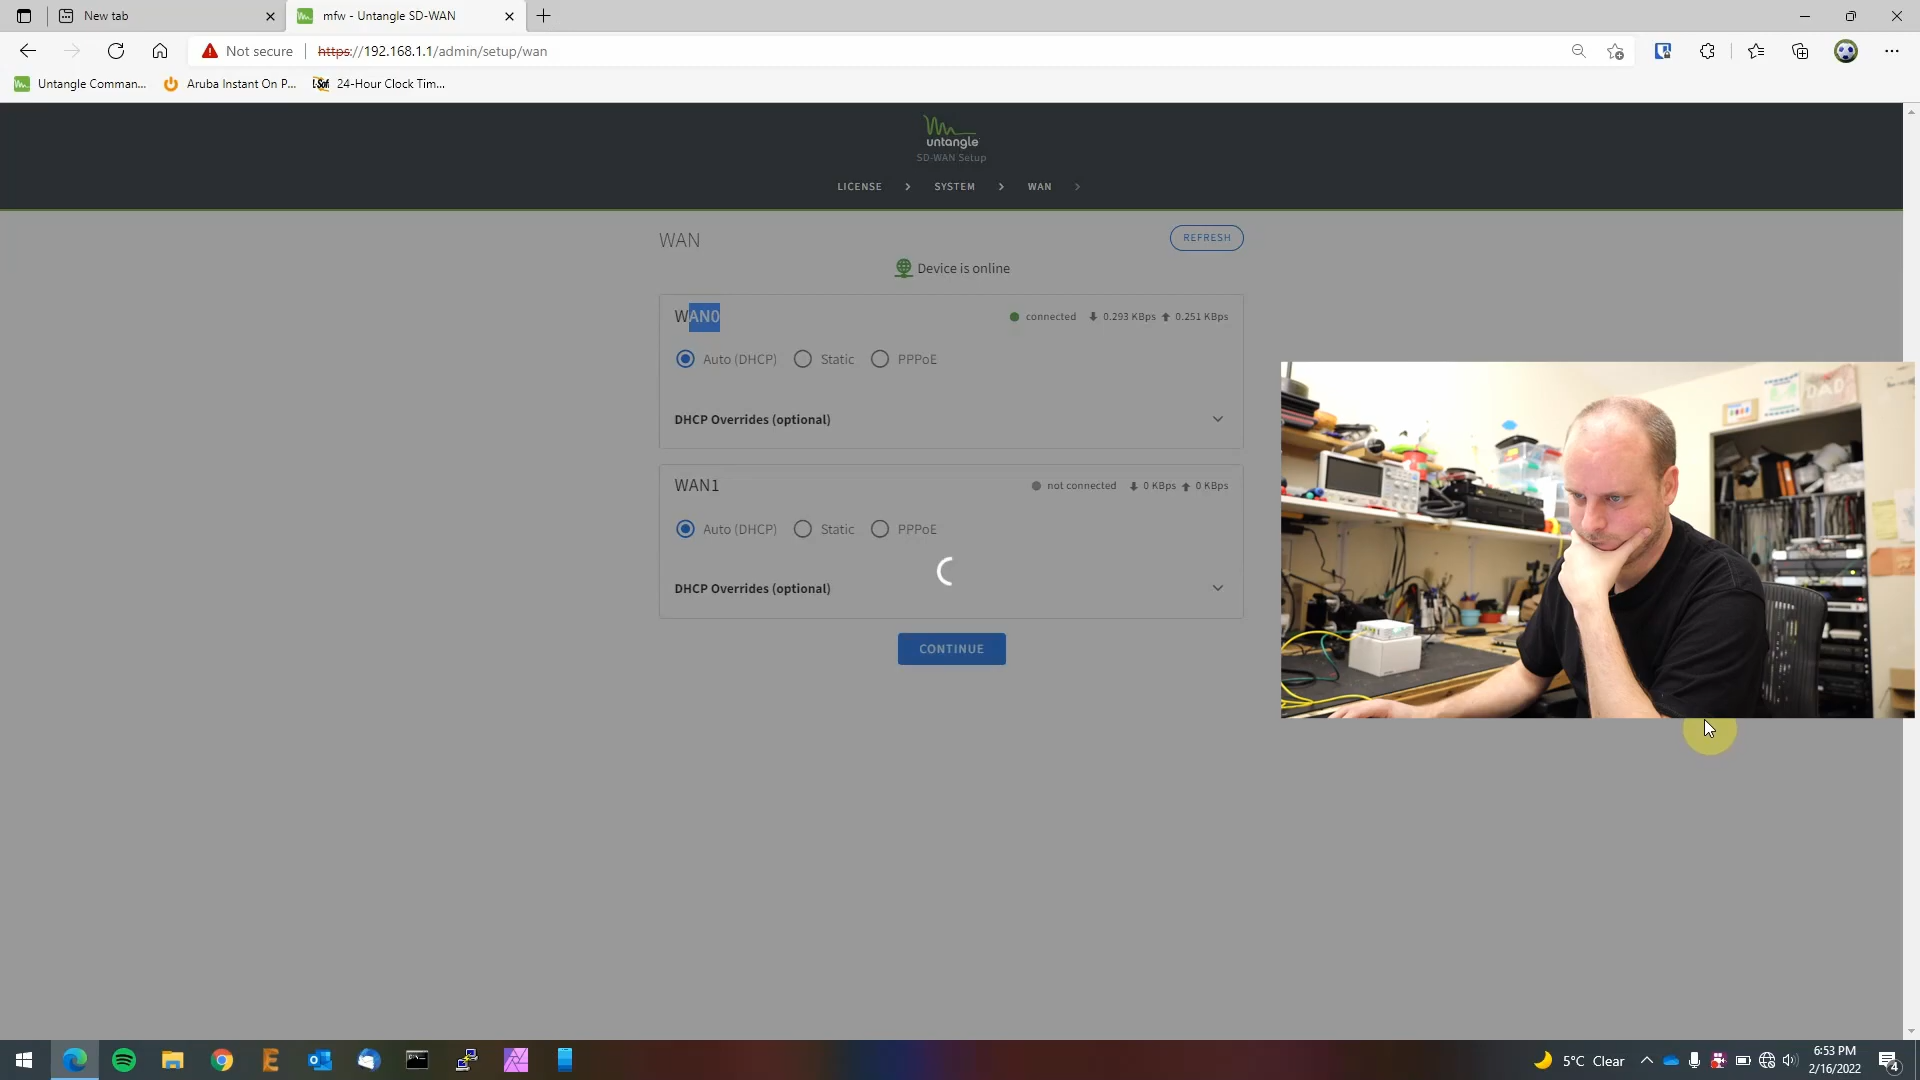 New tab
mfw - Untangle SD-WAN
Not secure
https://192.168.1.1/admin/setup/wan
Untangle Comman...
Aruba Instant On P...
24-Hour Clock Tim...
untangle
SD-WAN Setup
LICENSE > SYSTEM > WAN >
WAN
REFRESH
Device is online
WAN0
connected 0.293 KBps 0.251 KBps
Auto (DHCP) Static PPPoE
DHCP Overrides (optional)
WAN1
not connected 0 KBps 0 KBps
Auto (DHCP) Static PPPoE
DHCP Overrides (optional)
CONTINUE
DAD
5°C Clear
6:53 PM
2/16/2022
4